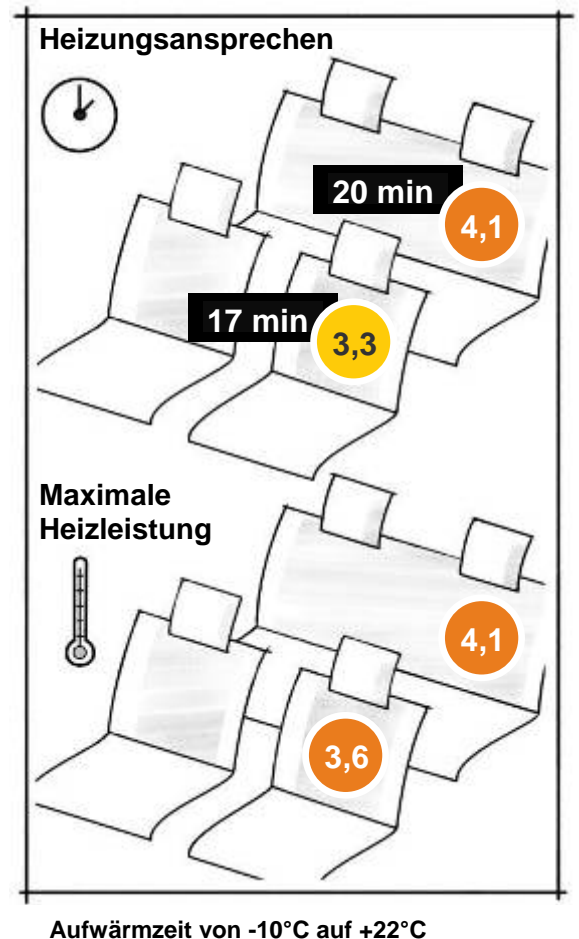 Heizungsansprechen
20 min
4,1
17 min
3,3
Maximale
Heizleistung
4,1
3,6
Aufwärmzeit von -10°C auf +22°C